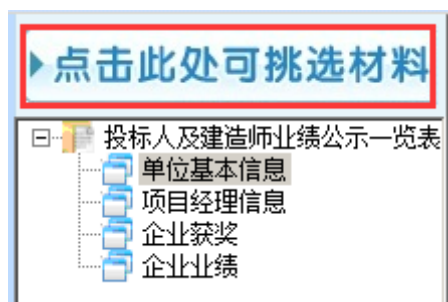 点击此处可挑选材料
投标人及建造师业绩公示一览表
单位基本信息
项目经理信息
企业获奖
企业业绩